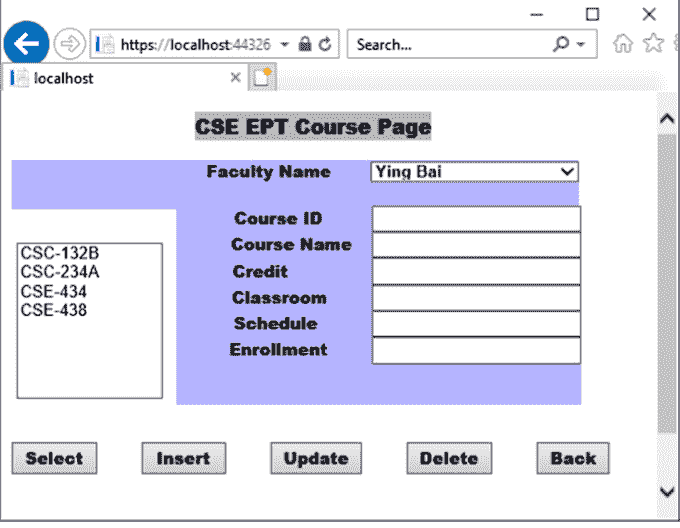 https://localhost:44326
Search...
localhost
CSE EPT Course Page
Faculty Name Ying Bai
Course ID
Course Name
Credit
Classroom
Schedule
Enrollment
CSC-132B
CSC-234A
CSE-434
CSE-438
Select Insert Update Delete Back